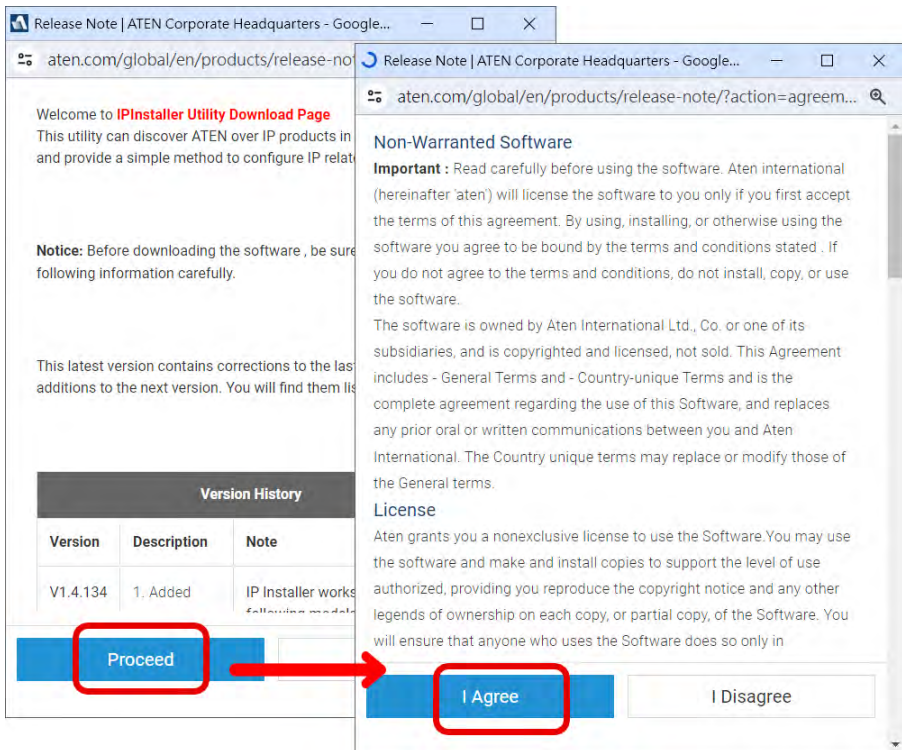 Release Note | ATEN Corporate Headquarters - Google...
aten.com/global/en/products/release-not
Welcome to IPInstaller Utility Download Page
This utility can discover ATEN over IP products in
and provide a simple method to configure IP relate
Notice: Before downloading the software , be sure
following information carefully.
This latest version contains corrections to the last
additions to the next version. You will find them lis
Version History
Version Description Note
V1.4.134 1. Added IP Installer works
following models
Proceed
Release Note | ATEN Corporate Headquarters - Google...
aten.com/global/en/products/release-note/?action=agreem...
Non-Warranted Software
Important : Read carefully before using the software. Aten international
(hereinafter 'aten') will license the software to you only if you first accept
the terms of this agreement. By using, installing, or otherwise using the
software you agree to be bound by the terms and conditions stated . If
you do not agree to the terms and conditions, do not install, copy, or use
the software.
The software is owned by Aten International Ltd., Co. or one of its
subsidiaries, and is copyrighted and licensed, not sold. This Agreement
includes - General Terms and - Country-unique Terms and is the
complete agreement regarding the use of this Software, and replaces
any prior oral or written communications between you and Aten
International. The Country unique terms may replace or modify those of
the General terms.
License
Aten grants you a nonexclusive license to use the Software.You may use
the software and make and install copies to support the level of use
authorized, providing you reproduce the copyright notice and any other
legends of ownership on each copy, or partial copy, of the Software. You
will ensure that anyone who uses the Software does so only in
I Agree
I Disagree